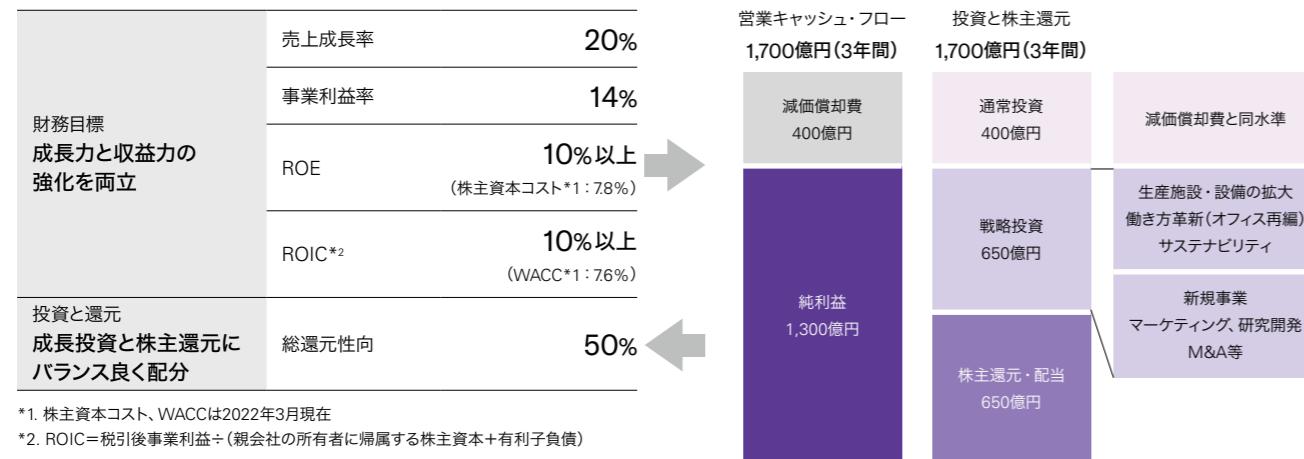 財務目標
成長力と収益力の
強化を両立
売上成長率
20%
事業利益率
14%
ROE
10%以上
（株主資本コスト*1：7.8%）
ROIC*2
10%以上
（WACC*1：7.6%）
投資と還元
成長投資と株主還元に
バランス良く配分
総還元性向
50%
*1. 株主資本コスト、WACCは2022年3月現在
*2. ROIC＝税引後事業利益÷（親会社の所有者に帰属する株主資本＋有利子負債）
営業キャッシュ・フロー
1,700億円（3年間）
減価償却費
400億円
純利益
1,300億円
投資と株主還元
1,700億円（3年間）
通常投資
400億円
戦略投資
650億円
株主還元・配当
650億円
減価償却費と同水準
生産施設・設備の拡大
働き方革新（オフィス再編）
サステナビリティ
新規事業
マーケティング、研究開発
M&A等